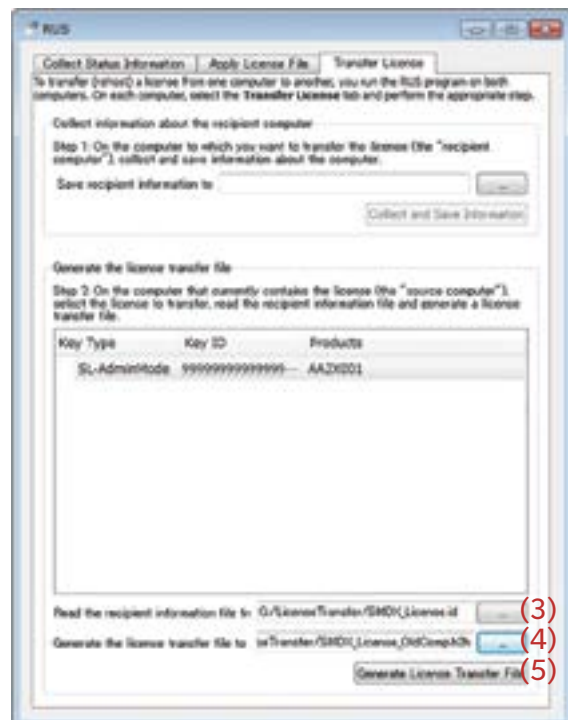 RUS
Collect Status Information Apply License File Transfer License
To transfer (rehost) a license from one computer to another, you run the RUS program on both
computers. On each computer, select the Transfer License tab and perform the appropriate step.
Collect information about the recipient computer
Step 1: On the computer to which you want to transfer the license (the "recipient
computer"), collect and save information about the computer.
Save recipient information to ...
Collect and Save Information
Generate the license transfer file
Step 2: On the computer that currently contains the license (the "source computer"),
select the license to transfer, read the recipient information file and generate a license
transfer file.
Key Type Key ID Products
SL-AdminMode 99999999999999···
Read the recipient information file fr G:/LicenseTransfer/SMDX_License.id ... (3)
Generate the license transfer file to ... (4)
Generate License Transfer File (5)